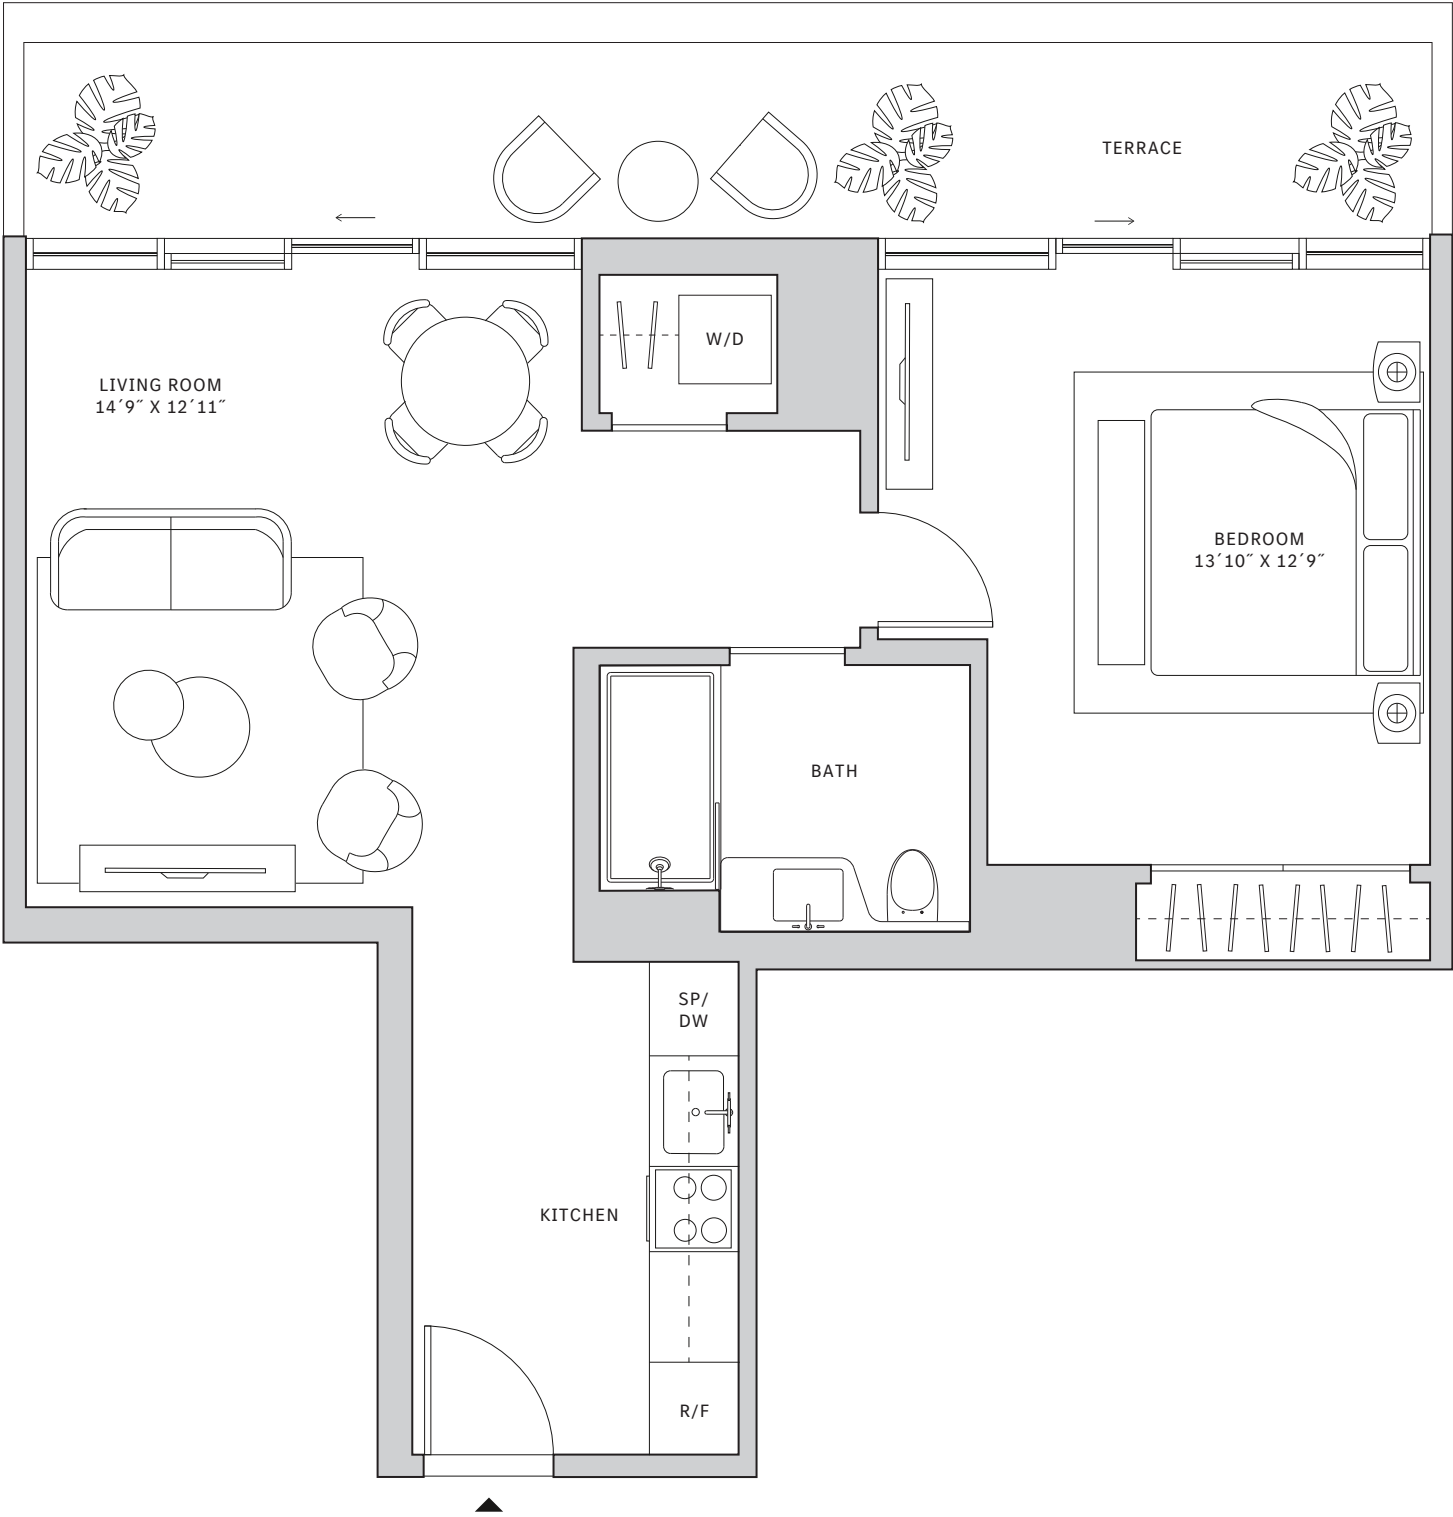 TERRACE
W/D
LIVING ROOM
14´9˝ X 12´11˝
BEDROOM
13´10˝ X 12´9˝
BATH
SP/
DW
KITCHEN
R/F